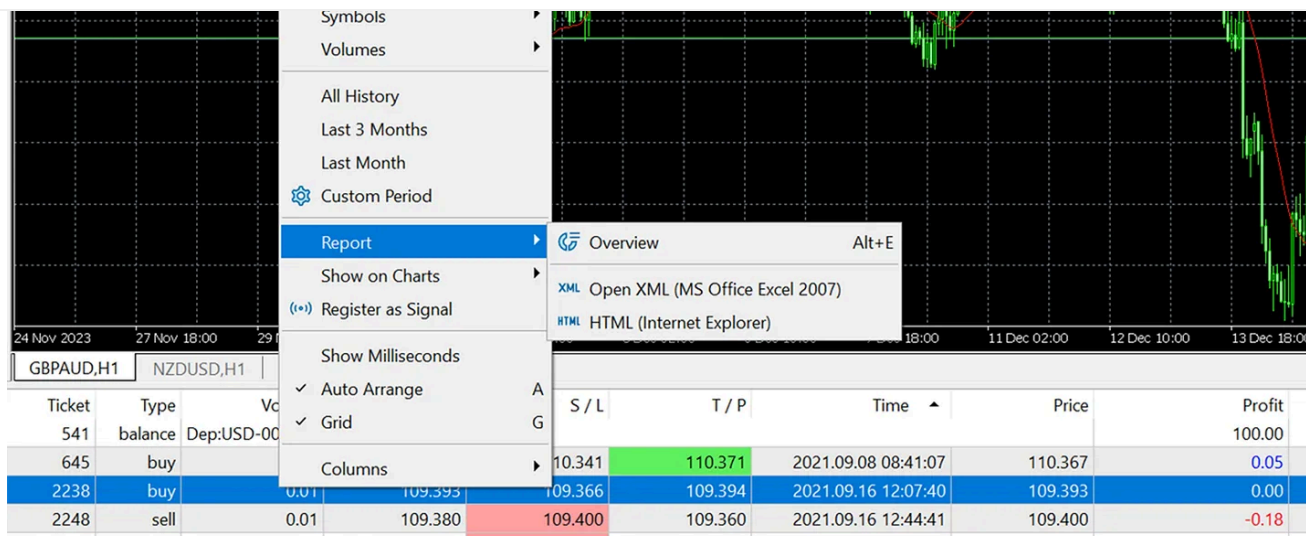 Symbols
Volumes
All History
Last 3 Months
Last Month
Custom Period
Report
Overview Alt+E
Show on Charts
XML Open XML (MS Office Excel 2007)
Register as Signal
HTML HTML (Internet Explorer)
24 Nov 2023 27 Nov 18:00 18:00 11 Dec 02:00 12 Dec 10:00 13 Dec 18:00
Show Milliseconds
GBPAUD,H1 NZDUSD,H1
Auto Arrange A
Ticket Type S / L T / P Time Price Profit
Grid G
541 balance Dep:USD-00 100.00
Columns
645 buy 10.341 110.371 2021.09.08 08:41:07 110.367 0.05
2238 buy 0.01 109.393 109.366 109.394 2021.09.16 12:07:40 109.393 0.00
2248 sell 0.01 109.380 109.400 109.360 2021.09.16 12:44:41 109.400 -0.18